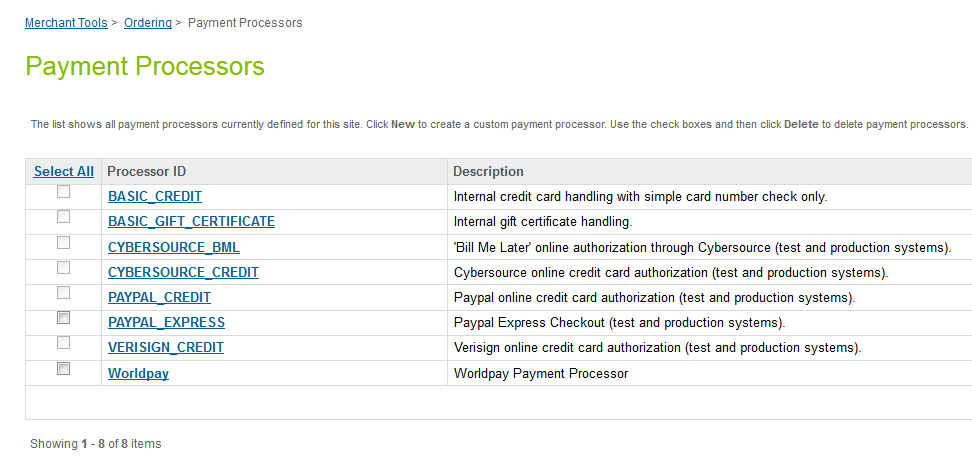 Merchant Tools > Ordering > Payment Processors
Payment Processors
The list shows all payment processors currently defined for this site. Click New to create a custom payment processor. Use the check boxes and then click Delete to delete payment processors.
Select All Processor ID Description
BASIC_CREDIT Internal credit card handling with simple card number check only.
BASIC_GIFT_CERTIFICATE Internal gift certificate handling.
CYBERSOURCE_BML 'Bill Me Later' online authorization through Cybersource (test and production systems).
CYBERSOURCE_CREDIT Cybersource online credit card authorization (test and production systems).
PAYPAL_CREDIT Paypal online credit card authorization (test and production systems).
PAYPAL_EXPRESS Paypal Express Checkout (test and production systems).
VERISIGN_CREDIT Verisign online credit card authorization (test and production systems).
Worldpay Worldpay Payment Processor
Showing 1 - 8 of 8 items